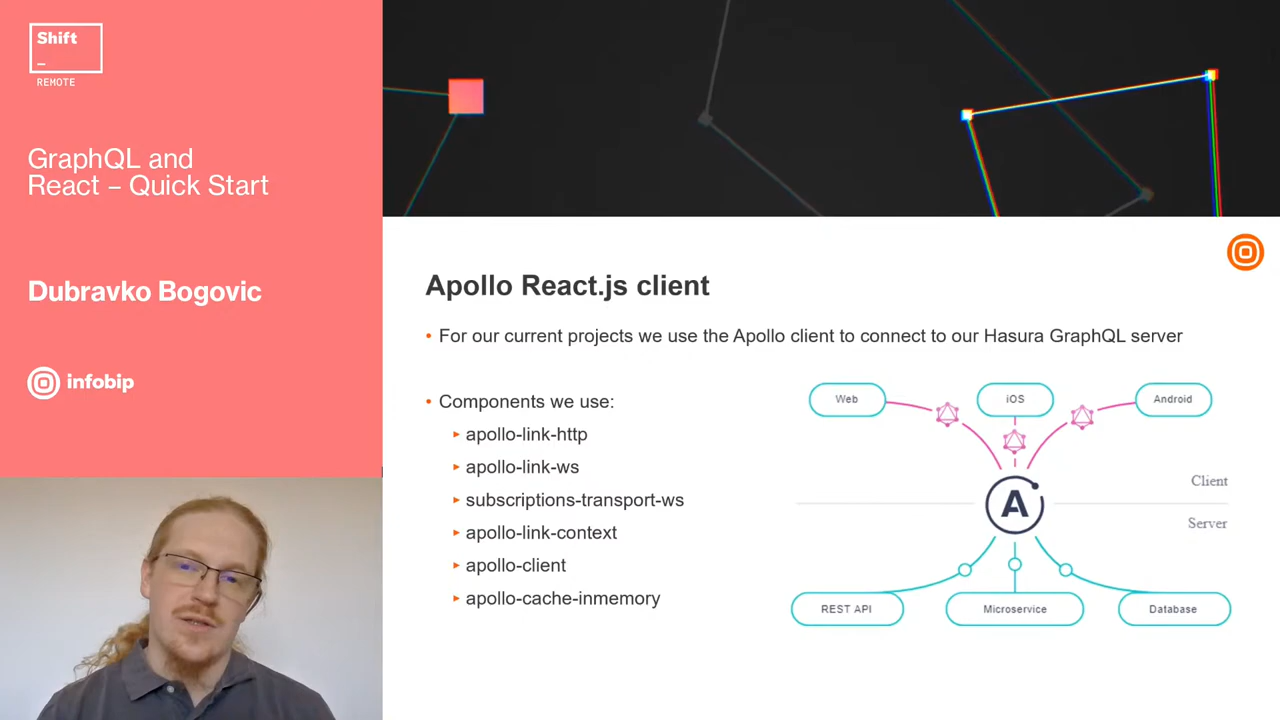 Shift
_
REMOTE
GraphQL and
React – Quick Start
Dubravko Bogovic
infobip
Apollo React.js client
• For our current projects we use the Apollo client to connect to our Hasura GraphQL server
• Components we use:
▸ apollo-link-http
▸ apollo-link-ws
▸ subscriptions-transport-ws
▸ apollo-link-context
▸ apollo-client
▸ apollo-cache-inmemory
Web
iOS
Android
A
Client
Server
REST API
Microservice
Database